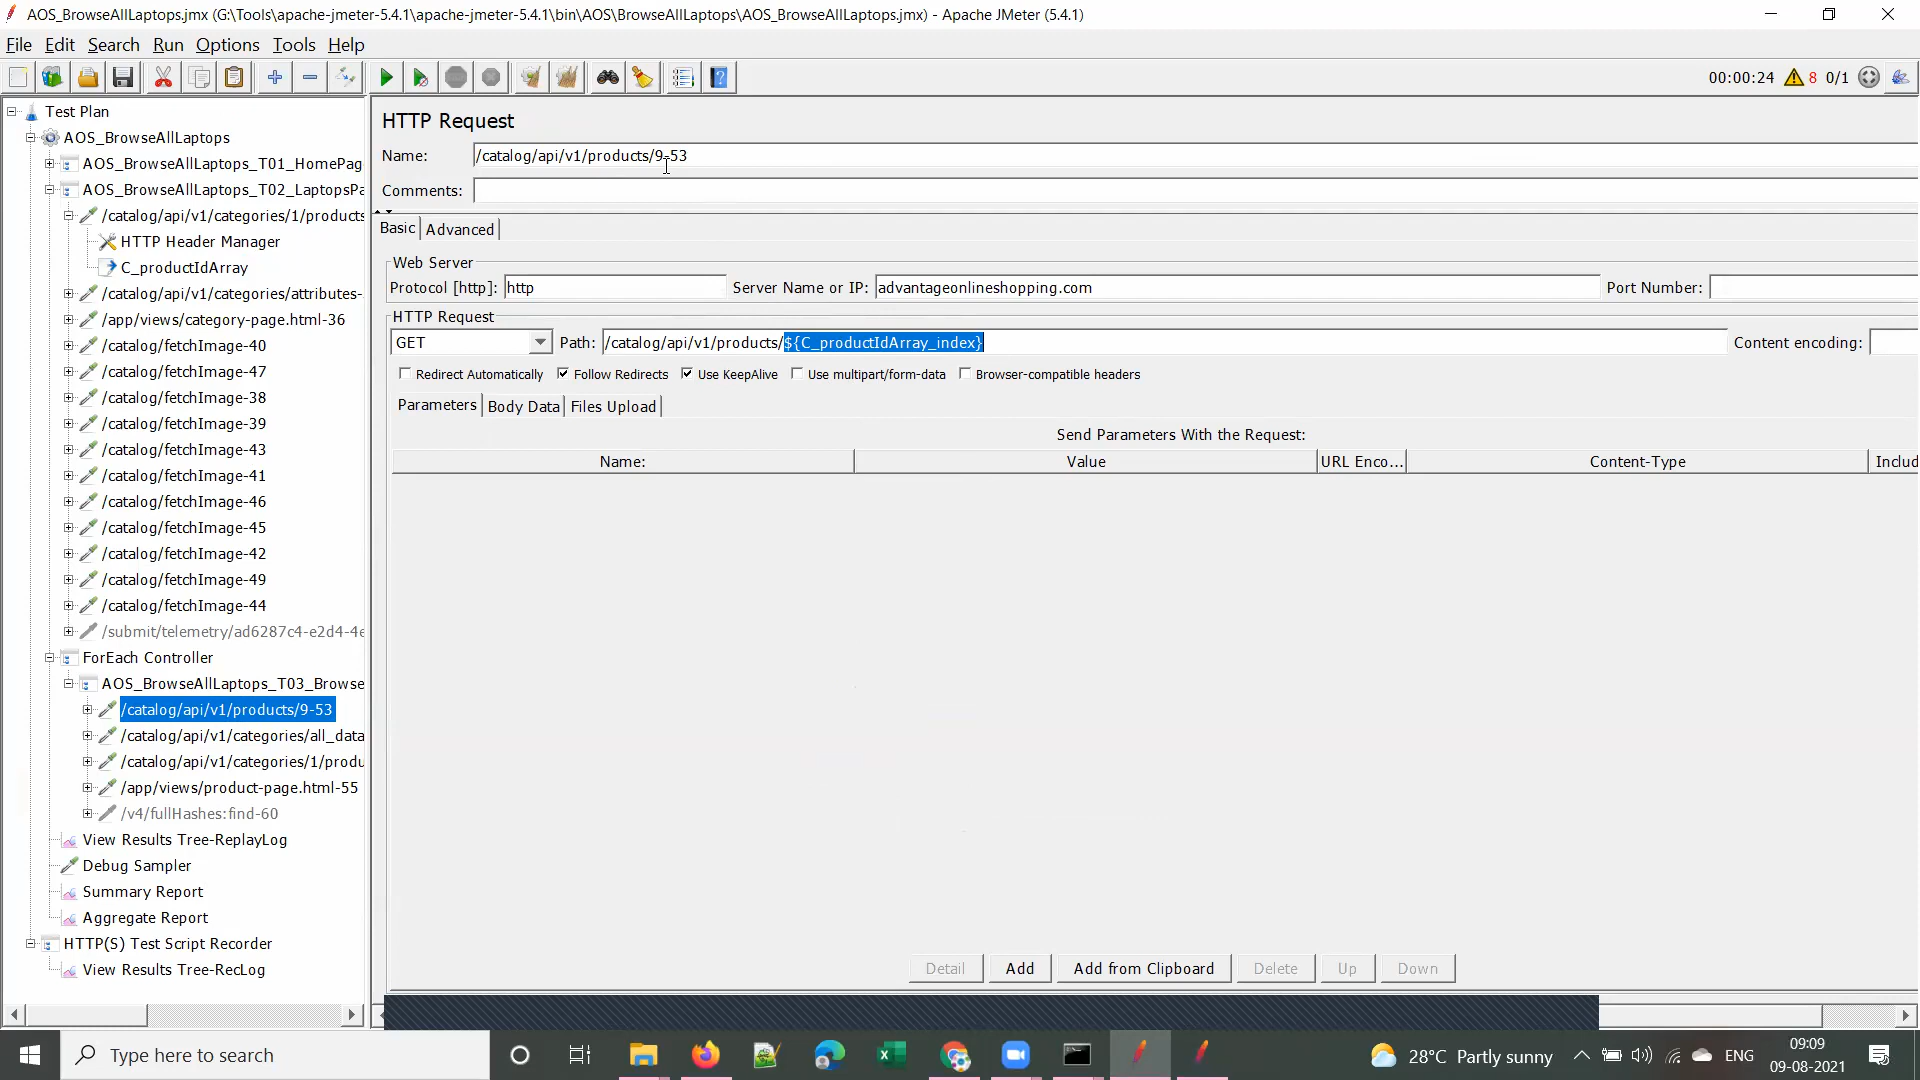 AOS_BrowseAllLaptops.jmx (G:\Tools\apache-jmeter-5.4.1\apache-jmeter-5.4.1\bin\AOS\BrowseAllLaptops\AOS_BrowseAllLaptops.jmx) - Apache JMeter (5.4.1)
File Edit Search Run Options Tools Help
00:00:24 8 0/1
Test Plan
AOS_BrowseAllLaptops
AOS_BrowseAllLaptops_T01_HomePag
AOS_BrowseAllLaptops_T02_LaptopsPa
/catalog/api/v1/categories/1/products
HTTP Header Manager
C_productIdArray
/catalog/api/v1/categories/attributes-
/app/views/category-page.html-36
/catalog/fetchImage-40
/catalog/fetchImage-47
/catalog/fetchImage-38
/catalog/fetchImage-39
/catalog/fetchImage-43
/catalog/fetchImage-41
/catalog/fetchImage-46
/catalog/fetchImage-45
/catalog/fetchImage-42
/catalog/fetchImage-49
/catalog/fetchImage-44
/submit/telemetry/ad6287c4-e2d4-4e
ForEach Controller
AOS_BrowseAllLaptops_T03_Browse
/catalog/api/v1/products/9-53
/catalog/api/v1/categories/all_data
/catalog/api/v1/categories/1/produ
/app/views/product-page.html-55
/v4/fullHashes:find-60
View Results Tree-ReplayLog
Debug Sampler
Summary Report
Aggregate Report
HTTP(S) Test Script Recorder
View Results Tree-RecLog
HTTP Request
Name: /catalog/api/v1/products/9-53
Comments:
Basic Advanced
Web Server
Protocol [http]: http Server Name or IP: advantageonlineshopping.com Port Number:
HTTP Request
GET Path: /catalog/api/v1/products/${C_productIdArray_index} Content encoding:
Redirect Automatically Follow Redirects Use KeepAlive Use multipart/form-data Browser-compatible headers
Parameters Body Data Files Upload
Send Parameters With the Request:
Name: Value URL Enco... Content-Type Includ
Detail Add Add from Clipboard Delete Up Down
Type here to search
28°C Partly sunny ENG
09:09
09-08-2021